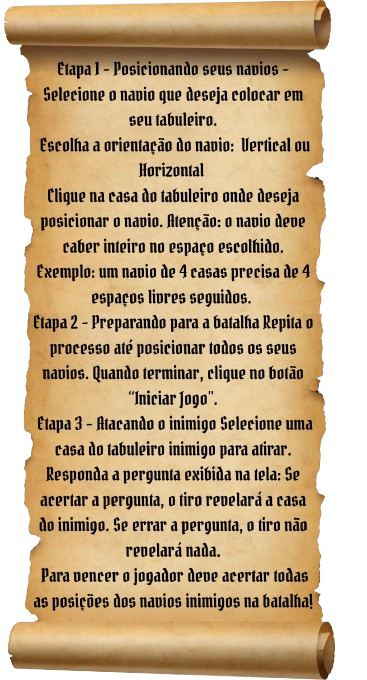 Etapa 1 - Posicionando seus navios -
Selecione o navio que deseja colocar em
seu tabuleiro.
Escolha a orientação do navio: Vertical ou
Horizontal
Clique na casa do tabuleiro onde deseja
posicionar o navio. Atenção: o navio deve
caber inteiro no espaço escolhido.
Exemplo: um navio de 4 casas precisa de 4
espaços livres seguidos.
Etapa 2 - Preparando para a batalha Repita o
processo até posicionar todos os seus
navios. Quando terminar, clique no botão
“Iniciar Jogo”.
Etapa 3 - Atacando o inimigo Selecione uma
casa do tabuleiro inimigo para atirar.
Responda a pergunta exibida na tela: Se
acertar a pergunta, o tiro revelará a casa
do inimigo. Se errar a pergunta, o tiro não
revelará nada.
Para vencer o jogador deve acertar todas
as posições dos navios inimigos na batalha!